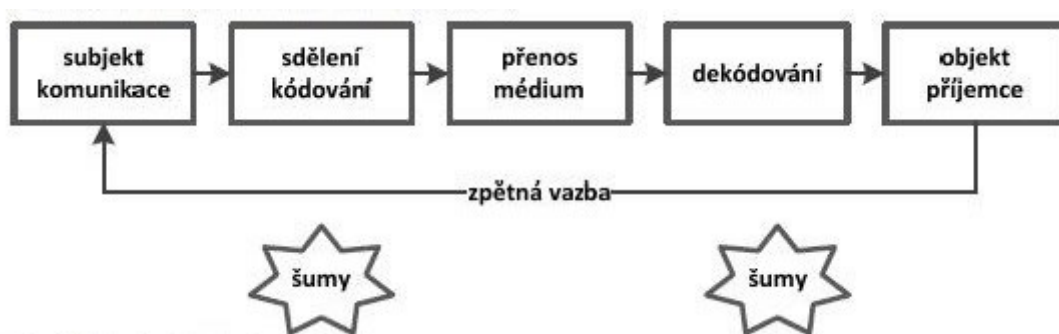 subjekt
komunikace
sdělení
kódování
přenos
médium
dekódování
objekt
příjemce
zpětná vazba
šumy
šumy